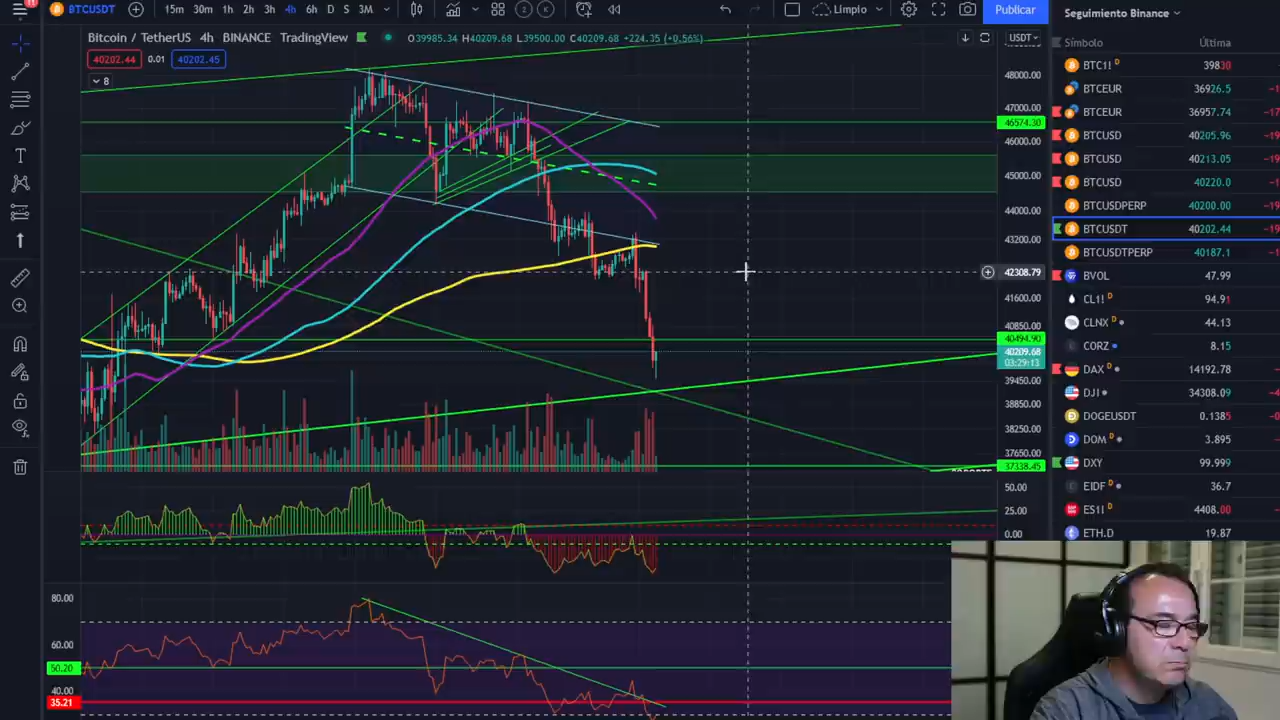 11
BTCUSDT
15m 30m 1h 2h 3h 4h 6h D S 3M
2 K
Limpio
Publicar
Seguimiento Binance
Bitcoin / TetherUS 4h BINANCE TradingView
O39985.34 H40209.68 L39500.00 C40209.68 +224.35 (+0.56%)
USDT
40202.44 0.01 40202.45
8
48000.00
47000.00
46574.30
46000.00
45000.00
44000.00
43200.00
42308.79
41600.00
40850.00
40494.90
40209.68
03:29:13
39450.00
38850.00
38250.00
37650.00
37338.45
50.00
25.00
0.00
80.00
60.00
50.20
40.00
35.21
Símbolo Última
BTC1! D 39830
BTCEUR 36926.5
BTCEUR 36957.74
BTCUSD 40205.96
BTCUSD 40213.05
BTCUSD 40220.0
BTCUSDPERP 40200.00
BTCUSDT 40202.44
BTCUSDTPERP 40187.1
BVOL 47.99
CL1! D 94.91
CLNX D 44.13
CORZ 8.15
DAX D 14192.78
DJI 34308.09
DOGEUSDT 0.1385
DOM D 3.895
DXY 99.999
EIDF D 36.7
ES1! D 4408.00
ETH.D 19.87